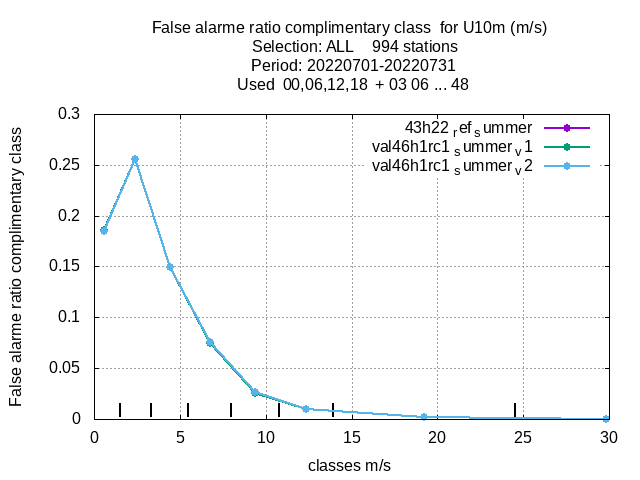 False alarme ratio complimentary class  for U10m (m/s)
Selection: ALL    994 stations
Period: 20220701-20220731
Used  00,06,12,18  + 03 06 ... 48
43h22 ref summer
val46h1rc1 summer v1
val46h1rc1 summer v2
False alarme ratio complimentary class
0.3
0.25
0.2
0.15
0.1
0.05
0
0 5 10 15 20 25 30
classes m/s